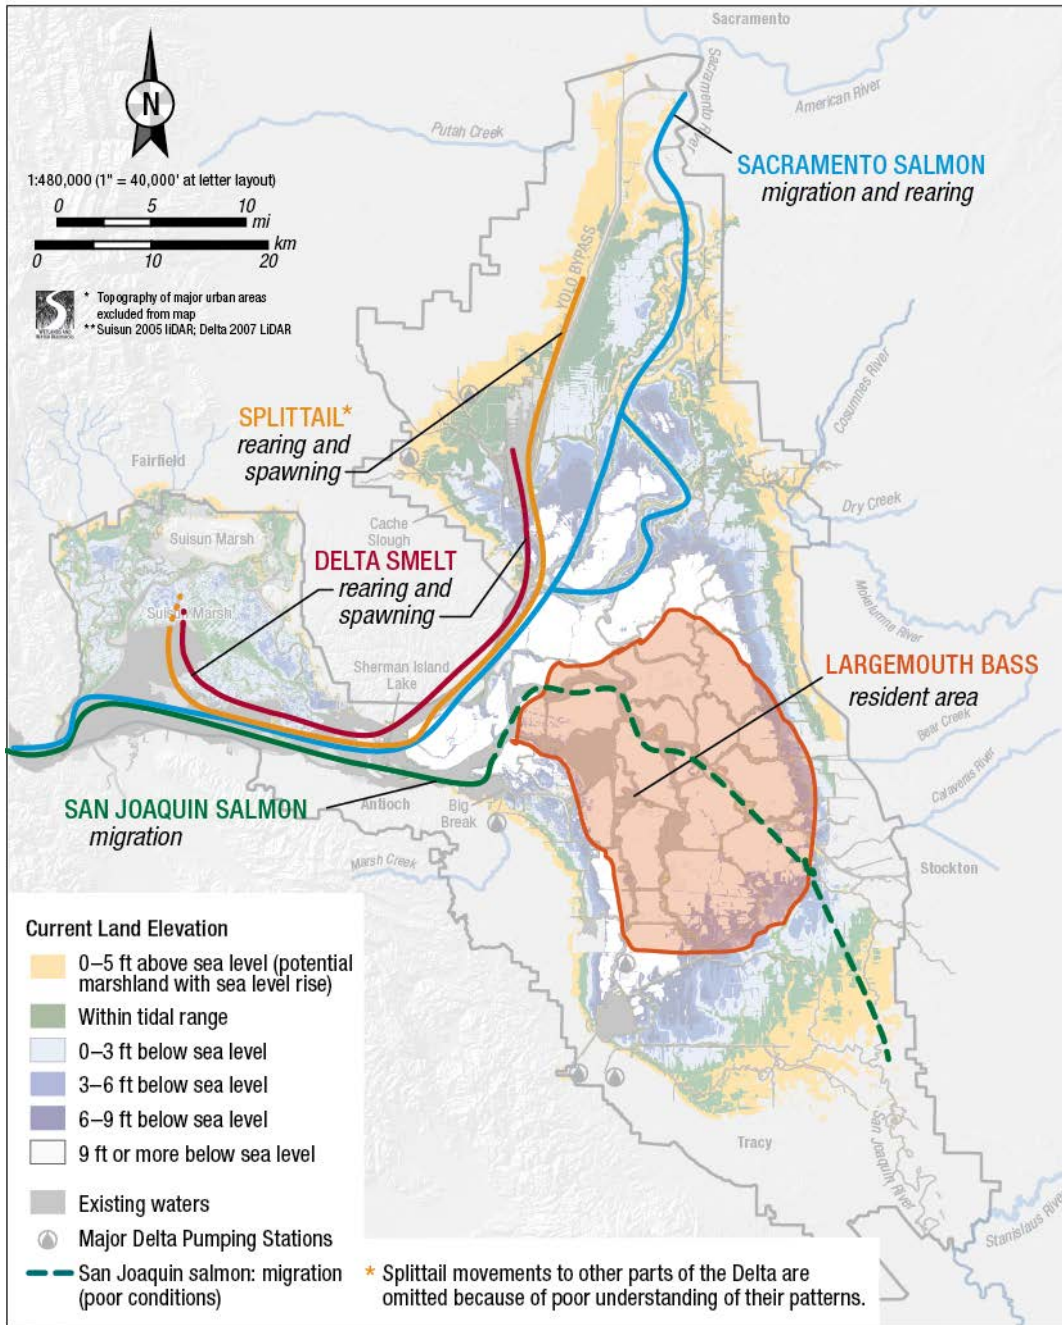 Sacramento
American River
Sacramento River
Putah Creek
N
1:480,000 (1" = 40,000' at letter layout)
0 5 10 mi
0 10 20 km
* Topography of major urban areas
excluded from map
** Suisun 2005 liDAR; Delta 2007 LiDAR
SACRAMENTO SALMON
migration and rearing
YOLO BYPASS
SPLITTAIL*
rearing and
spawning
Cosumnes River
Fairfield
Dry Creek
Suisun Marsh
Cache
Slough
DELTA SMELT
rearing and
spawning
Suisun Marsh
Mokelumne River
Sherman Island
Lake
LARGEMOUTH BASS
resident area
Bear Creek
Calaveras River
SAN JOAQUIN SALMON
migration
Antioch
Big
Break
Marsh Creek
Stockton
Current Land Elevation
0–5 ft above sea level (potential
marshland with sea level rise)
Within tidal range
0–3 ft below sea level
3–6 ft below sea level
6–9 ft below sea level
9 ft or more below sea level
Existing waters
Major Delta Pumping Stations
San Joaquin salmon: migration
(poor conditions)
Tracy
San Joaquin River
Stanislaus River
* Splittail movements to other parts of the Delta are
omitted because of poor understanding of their patterns.